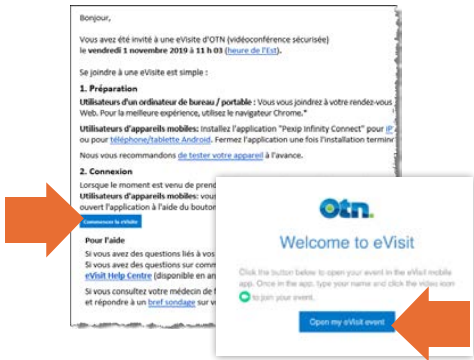 Bonjour,
Vous avez été invité à une eVisite d'OTN (vidéoconférence sécurisée)
le vendredi 1 novembre 2019 à 11 h 03 (heure de l'Est).
Se joindre à une eVisite est simple :
1. Préparation
Utilisateurs d'un ordinateur de bureau / portable : Vous vous joindrez à votre rendez-vous
Web. Pour la meilleure expérience, utilisez le navigateur Chrome.*
Utilisateurs d'appareils mobiles: Installez l'application "Pexip Infinity Connect" pour iP
ou pour téléphone/tablette Android. Fermez l'application une fois l'installation termin
Nous vous recommandons de tester votre appareil à l'avance.
2. Connexion
Lorsque le moment est venu de prend
Utilisateurs d'appareils mobiles: vous
ouvert l'application à l'aide du bouton
Commencer la eVisite
Pour l'aide
Si vous avez des questions liés à vos
Si vous avez des questions sur comm
eVisit Help Centre (disponible en an
Si vous consultez votre médecin de f
et répondre à un bref sondage sur v
otn.
Welcome to eVisit
Click the button below to open your event in the eVisit mobile
app. Once in the app, type your name and click the video icon
to join your event.
Open my eVisit event